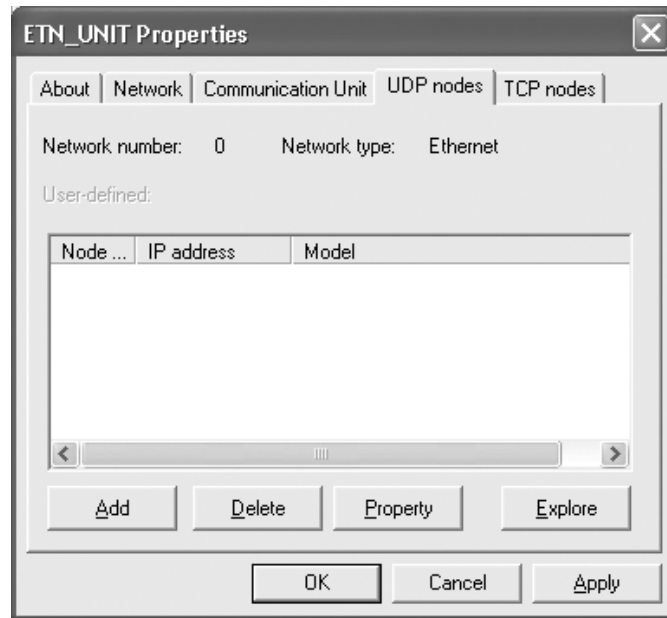 ETN_UNIT Properties
About Network Communication Unit UDP nodes TCP nodes
Network number: 0 Network type: Ethernet
User-defined:
Node ... IP address Model
Add Delete Property Explore
OK Cancel Apply